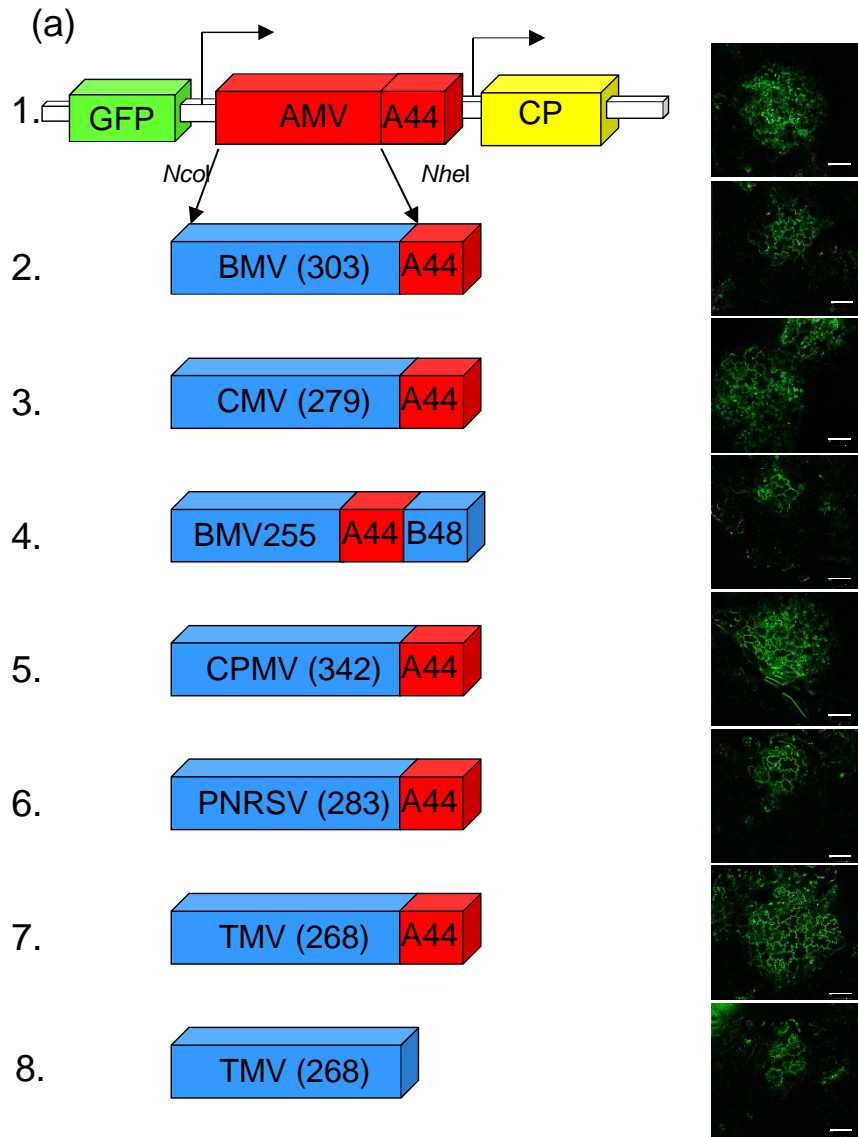 (a)
1. GFP AMV A44 CP
NcoI NheI
2. BMV (303) A44
3. CMV (279) A44
4. BMV255 A44 B48
5. CPMV (342) A44
6. PNRSV (283) A44
7. TMV (268) A44
8. TMV (268)